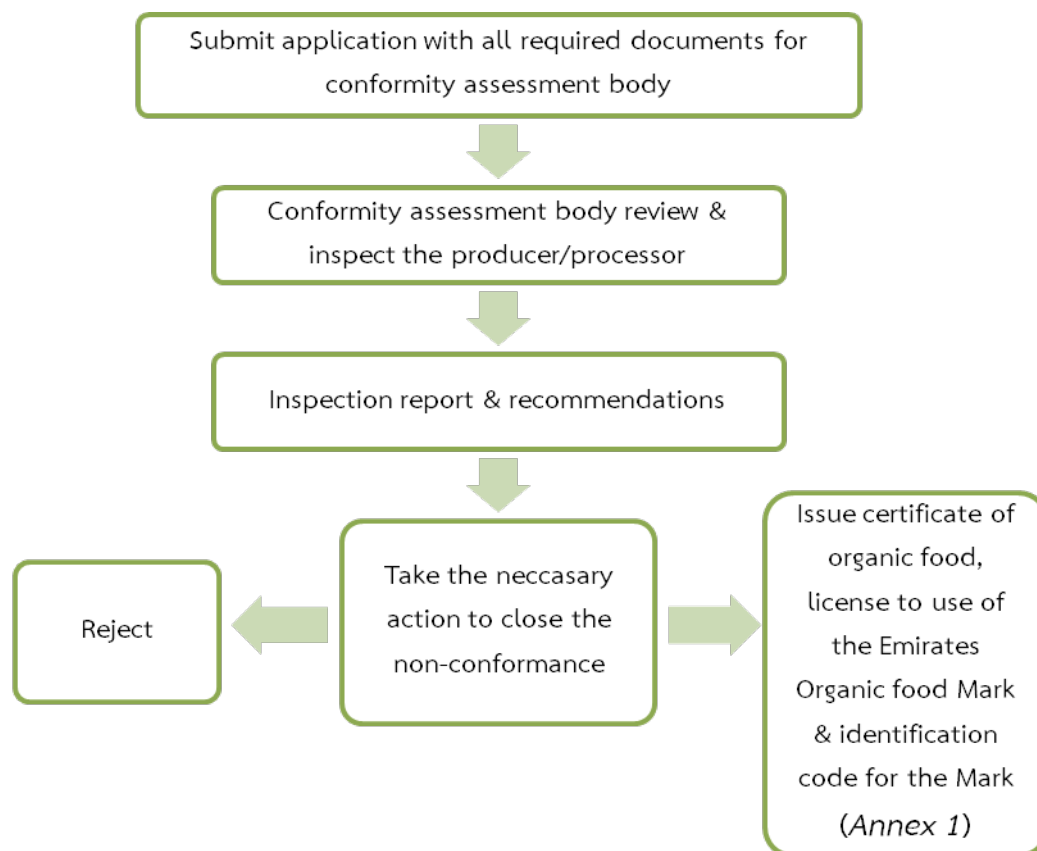 Submit application with all required documents for
conformity assessment body
Conformity assessment body review &
inspect the producer/processor
Inspection report & recommendations
Take the neccasary
action to close the
non-conformance
Reject
Issue certificate of
organic food,
license to use of
the Emirates
Organic food Mark
& identification
code for the Mark
(Annex 1)